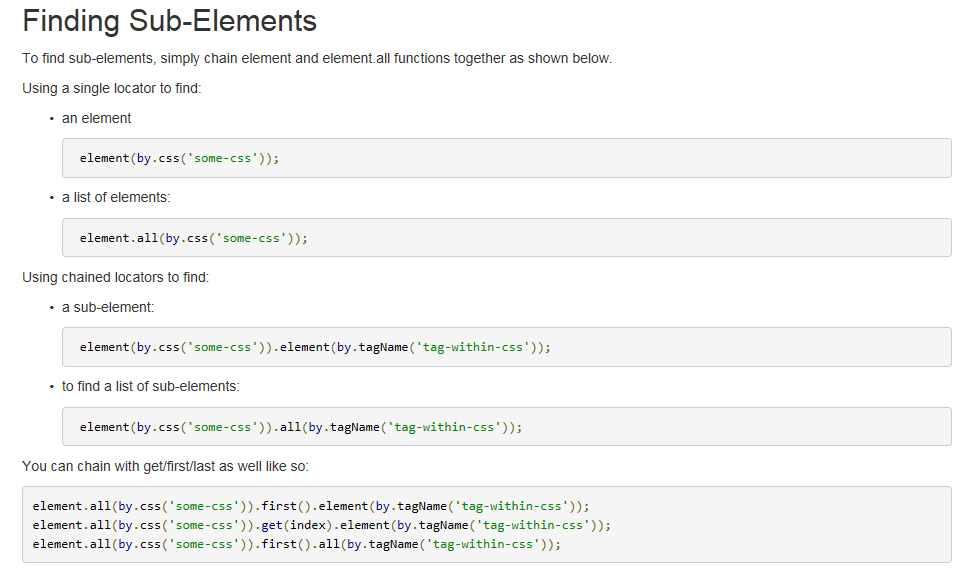 Finding Sub-Elements
To find sub-elements, simply chain element and element.all functions together as shown below.
Using a single locator to find:
• an element
element(by.css('some-css'));
• a list of elements:
element.all(by.css('some-css'));
Using chained locators to find:
• a sub-element:
element(by.css('some-css')).element(by.tagName('tag-within-css'));
• to find a list of sub-elements:
element(by.css('some-css')).all(by.tagName('tag-within-css'));
You can chain with get/first/last as well like so:
element.all(by.css('some-css')).first().element(by.tagName('tag-within-css'));
element.all(by.css('some-css')).get(index).element(by.tagName('tag-within-css'));
element.all(by.css('some-css')).first().all(by.tagName('tag-within-css'));